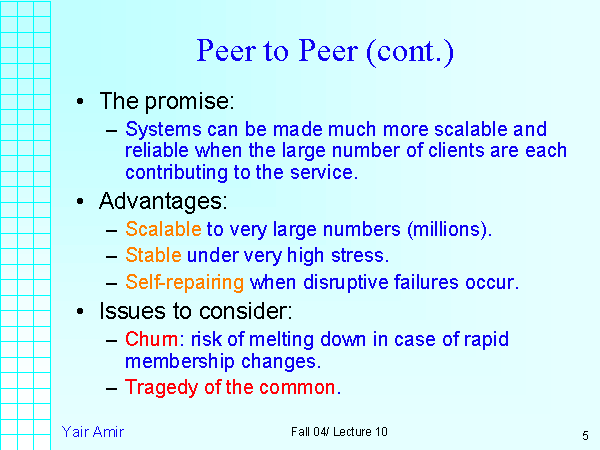 Peer to Peer (cont.)
• The promise:
– Systems can be made much more scalable and
reliable when the large number of clients are each
contributing to the service.
• Advantages:
– Scalable to very large numbers (millions).
– Stable under very high stress.
– Self-repairing when disruptive failures occur.
• Issues to consider:
– Churn: risk of melting down in case of rapid
membership changes.
– Tragedy of the common.
Yair Amir
Fall 04/ Lecture 10
5